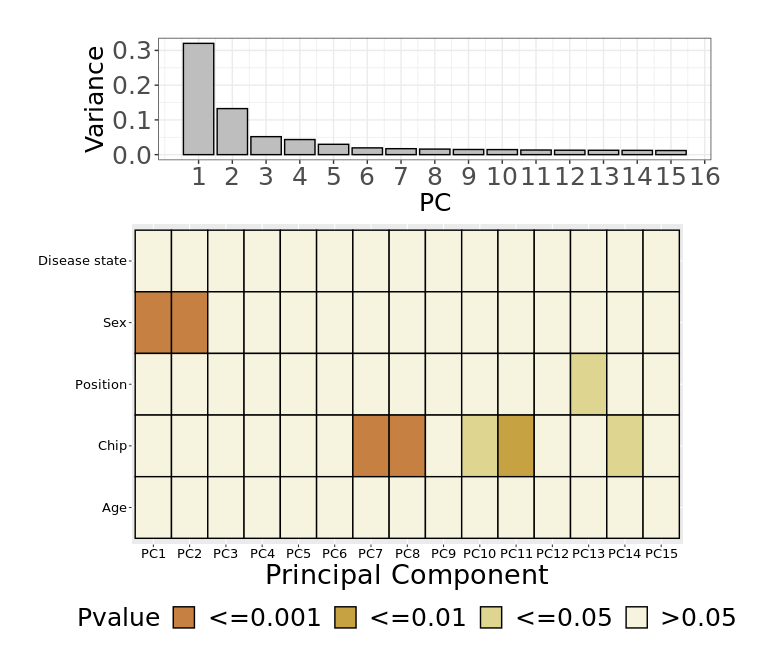 Variance
0.3
0.2
0.1
0.0
1 2 3 4 5 6 7 8 9 10 11 12 13 14 15 16
PC
Disease state
Sex
Position
Chip
Age
PC1 PC2 PC3 PC4 PC5 PC6 PC7 PC8 PC9 PC10 PC11 PC12 PC13 PC14 PC15
Principal Component
Pvalue <=0.001 <=0.01 <=0.05 >0.05